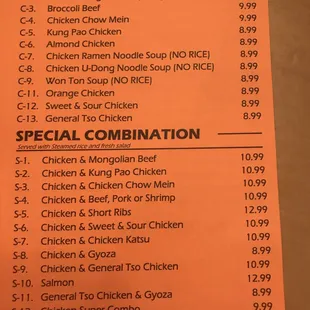 C-3. Broccoli Beef 9.99
C-4. Chicken Chow Mein 9.99
C-5. Kung Pao Chicken 8.99
C-6. Almond Chicken 8.99
C-7. Chicken Ramen Noodle Soup (NO RICE) 8.99
C-8. Chicken U-Dong Noodle Soup (NO RICE) 8.99
C-9. Won Ton Soup (NO RICE) 8.99
C-11. Orange Chicken 8.99
C-12. Sweet & Sour Chicken 8.99
C-13. General Tso Chicken 8.99
SPECIAL COMBINATION
Served with Steamed rice and fresh salad
S-1. Chicken & Mongolian Beef 10.99
S-2. Chicken & Kung Pao Chicken 10.99
S-3. Chicken & Chicken Chow Mein 10.99
S-4. Chicken & Beef, Pork or Shrimp 10.99
S-5. Chicken & Short Ribs 12.99
S-6. Chicken & Sweet & Sour Chicken 10.99
S-7. Chicken & Chicken Katsu 10.99
S-8. Chicken & Gyoza 8.99
S-9. Chicken & General Tso Chicken 10.99
S-10. Salmon 12.99
S-11. General Tso Chicken & Gyoza 8.99
Chicken Super Combo 9.99